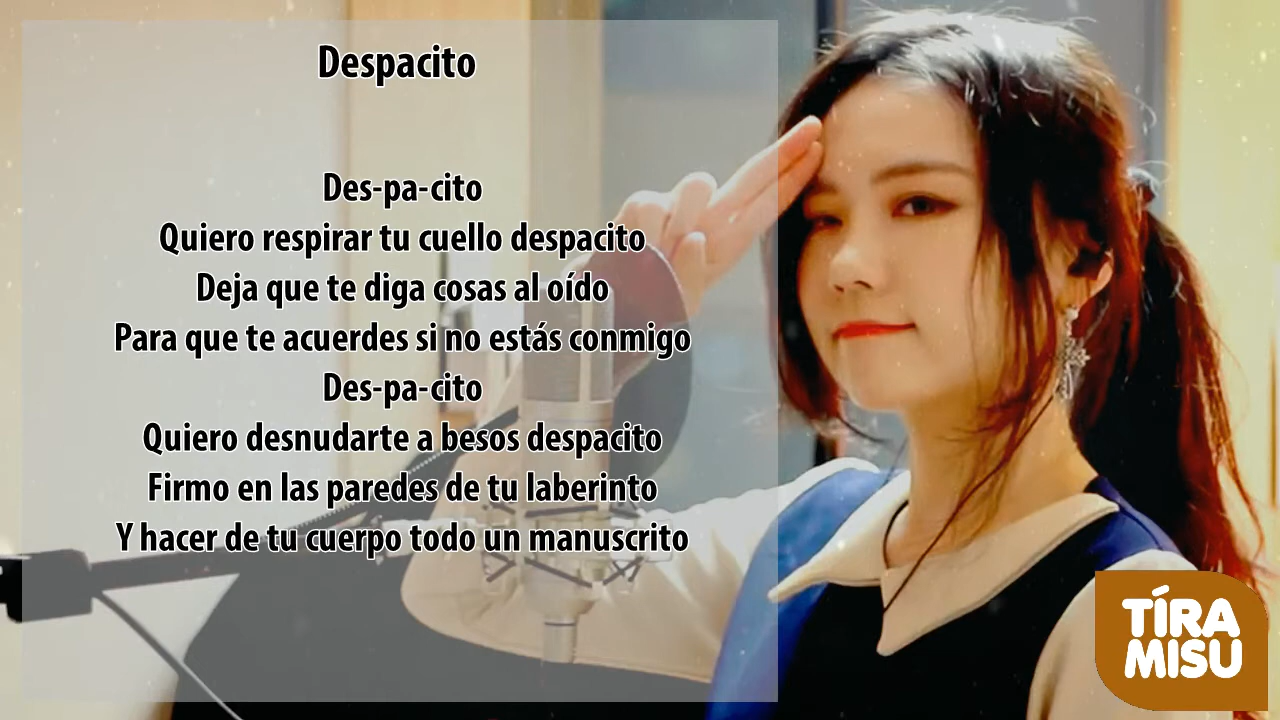 Despacito
Des-pa-cito
Quiero respirar tu cuello despacito
Deja que te diga cosas al oído
Para que te acuerdes si no estás conmigo
Des-pa-cito
Quiero desnudarte a besos despacito
Firmo en las paredes de tu laberinto
Y hacer de tu cuerpo todo un manuscrito
TÍRA
MISU